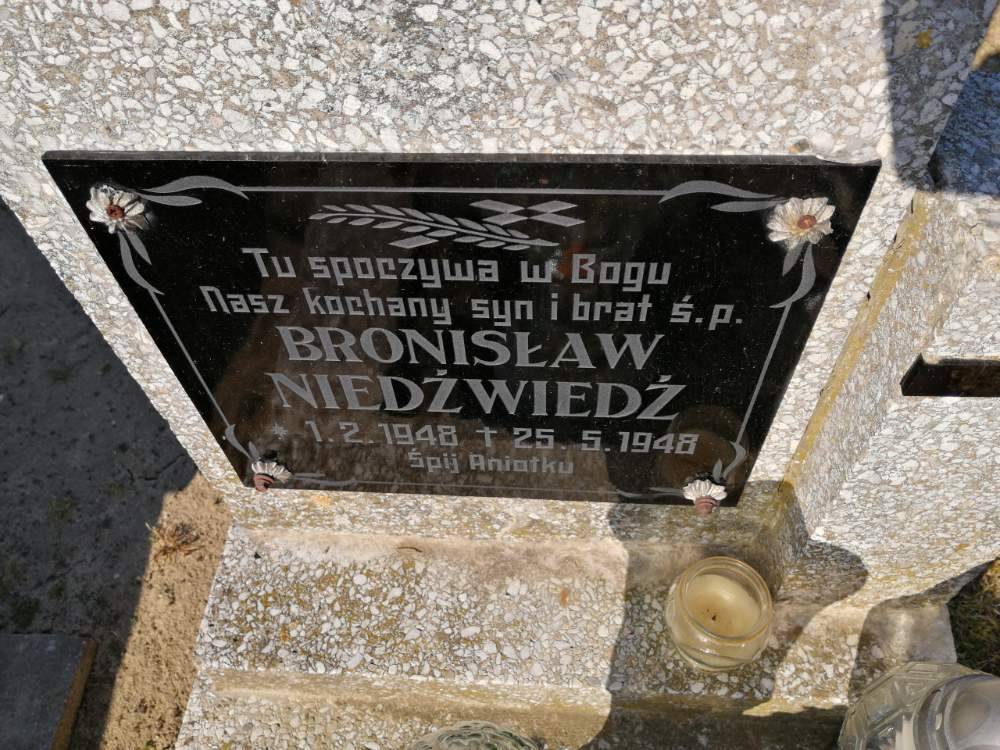 Tu spoczywa w Bogu
Nasz kochany syn i brat ś.p.
BRONISŁAW
NIEDŹWIEDŹ
* 1.2.1948 ✝ 25.5.1948
Śpij Aniołku